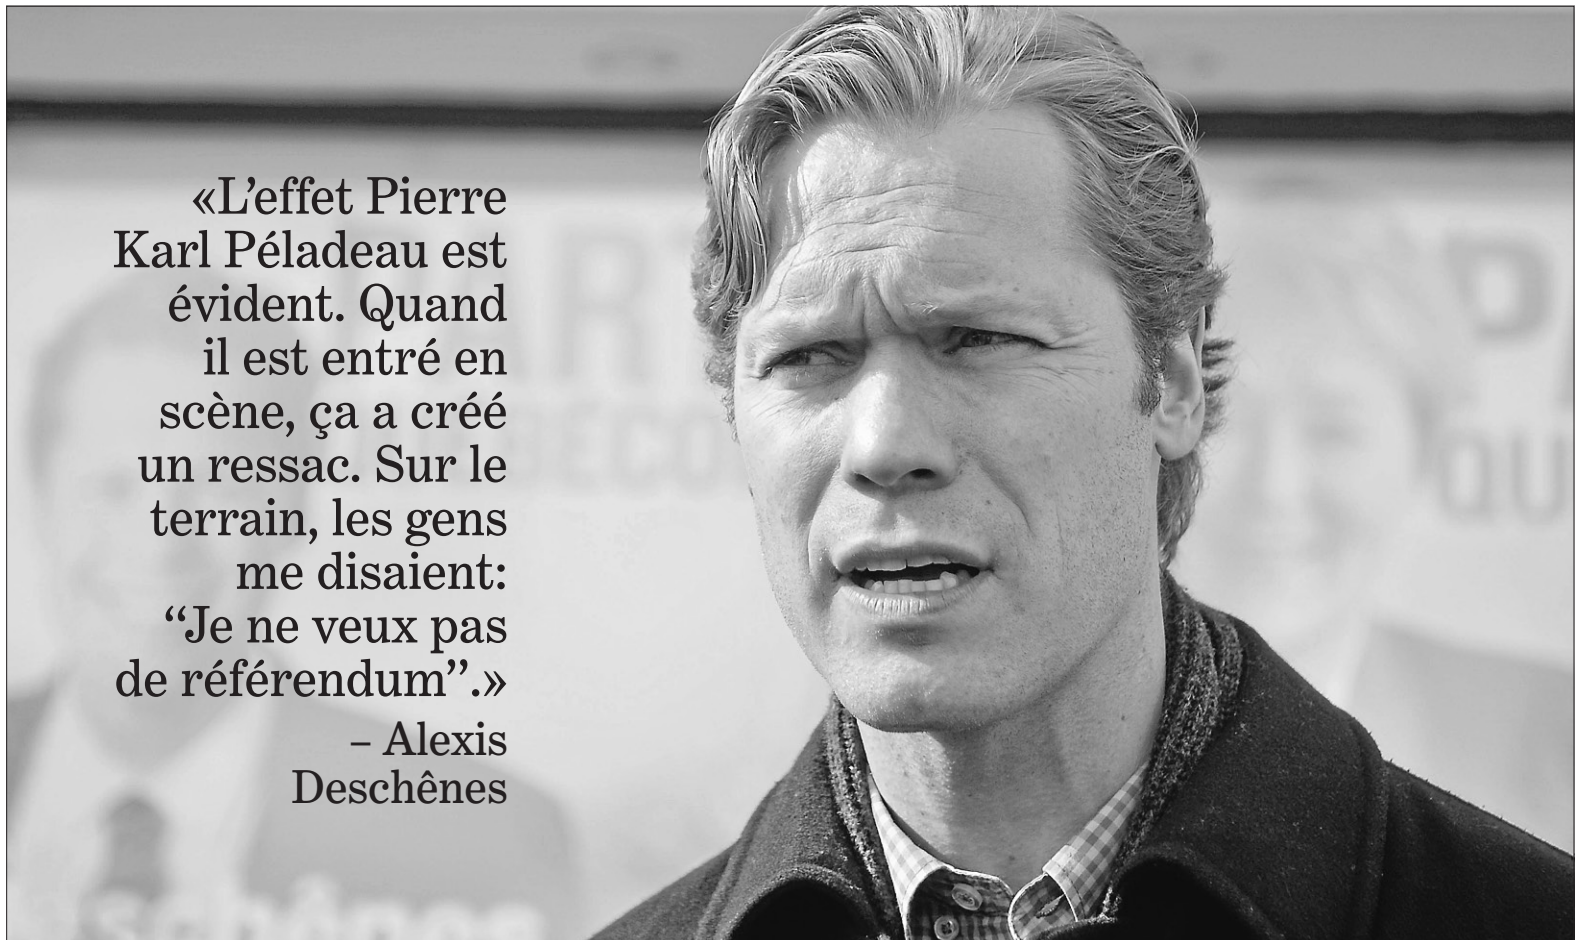 «L’effet Pierre
Karl Péladeau est
évident. Quand
il est entré en
scène, ça a créé
un ressac. Sur le
terrain, les gens
me disaient:
“Je ne veux pas
de référendum”.»
– Alexis
Deschênes